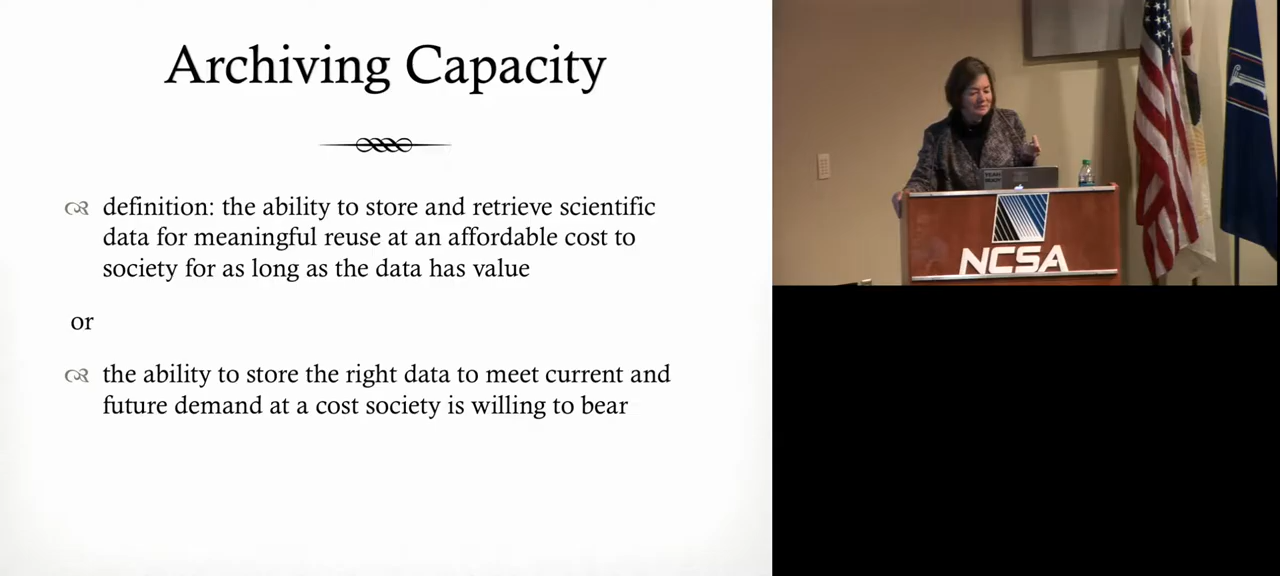 Archiving Capacity
definition: the ability to store and retrieve scientific
data for meaningful reuse at an affordable cost to
society for as long as the data has value
or
the ability to store the right data to meet current and
future demand at a cost society is willing to bear
NCSA